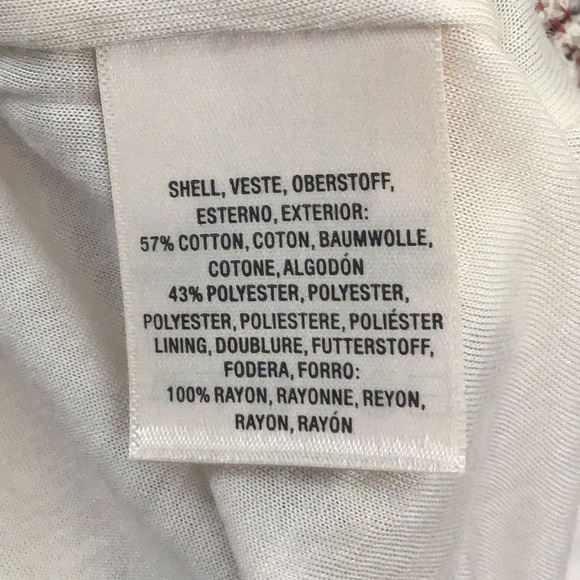 SHELL, VESTE, OBERSTOFF,
ESTERNO, EXTERIOR:
57% COTTON, COTON, BAUMWOLLE,
COTONE, ALGODÓN
43% POLYESTER, POLYESTER,
POLYESTER, POLIESTERE, POLIÉSTER
LINING, DOUBLURE, FUTTERSTOFF,
FODERA, FORRO:
100% RAYON, RAYONNE, REYON,
RAYON, RAYÓN